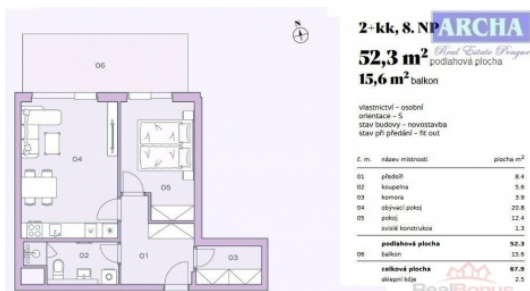 2+kk, 8. NP
ARCHA
Real Estate Prague
52,3 m² podlahová plocha
15,6 m² balkon
vlastnictví – osobní
orientace – S
stav budovy – novostavba
stav při předání – fit out
č. m. název místnosti plocha m²
01 předsíň 8.4
02 koupelna 5.6
03 komora 3.9
04 obývací pokoj 20.8
05 pokoj 12.4
svislé konstrukce 1.3
podlahová plocha 52.3
06 balkon 15.6
celková plocha 67.9
sklepní kóje 2.5
RealBonus
06
04
05
02
01
03
S